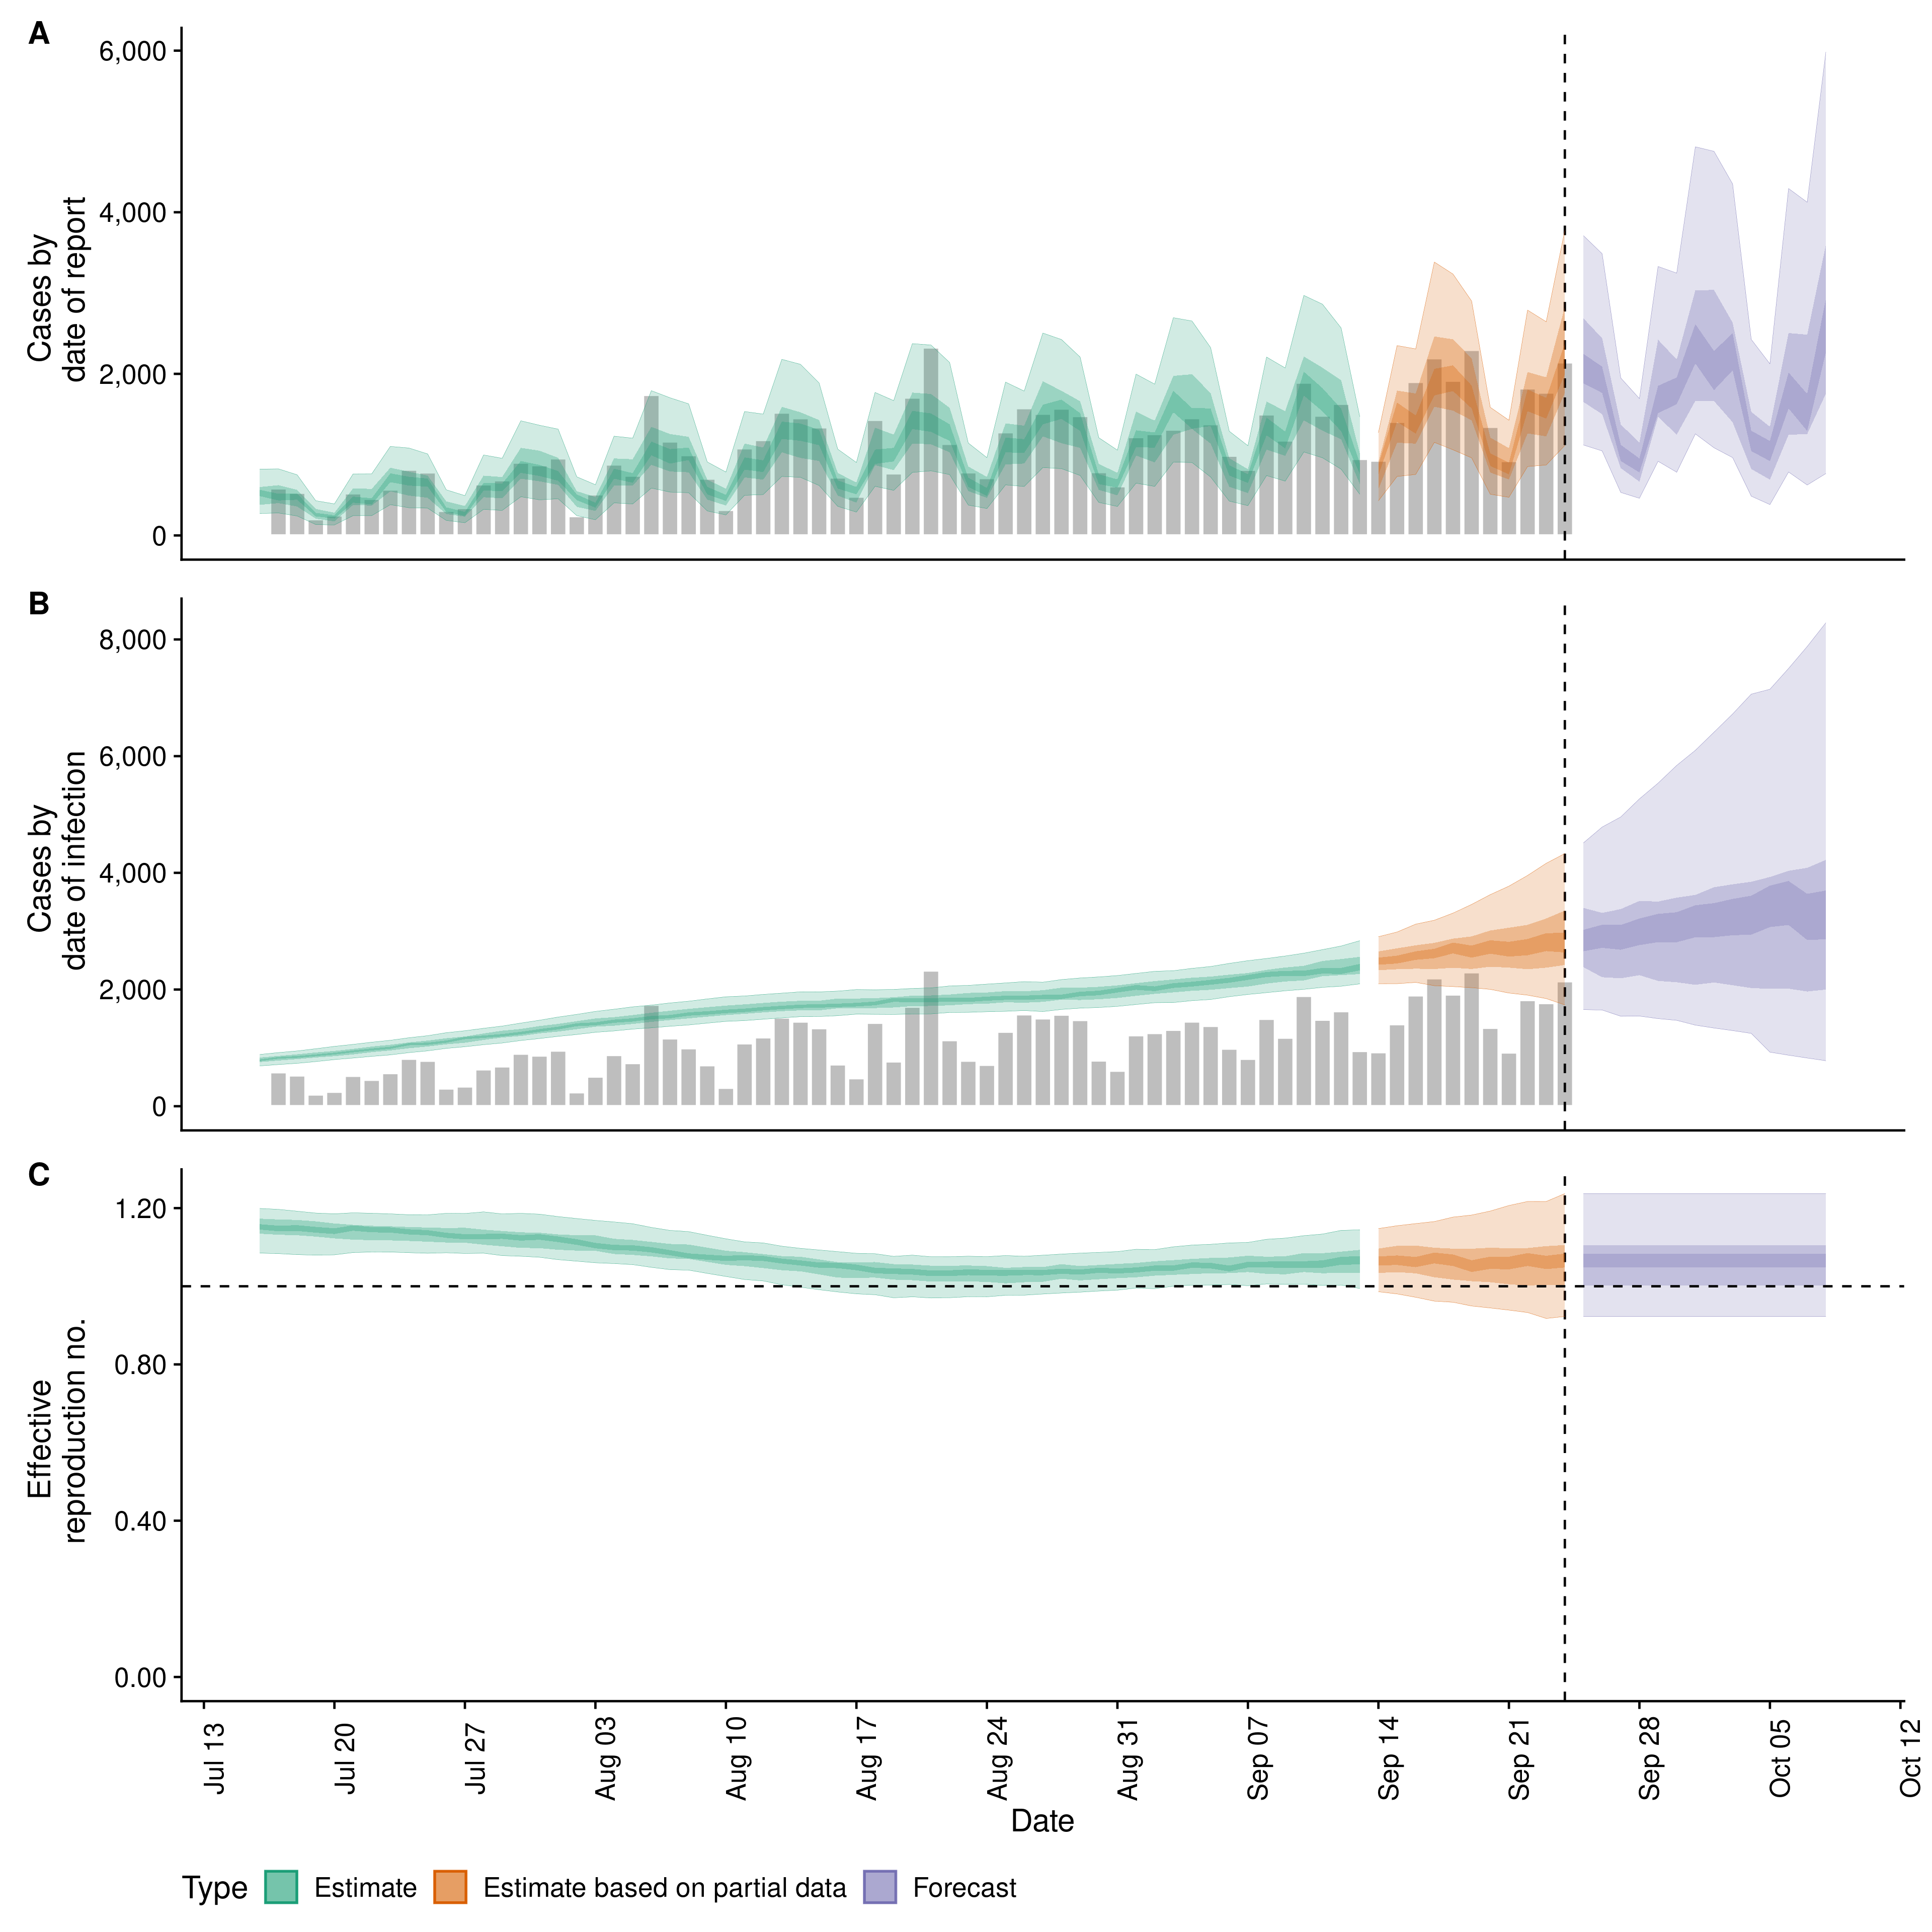 A
6,000
4,000
2,000
0
Cases by
date of report
B
8,000
6,000
4,000
2,000
0
Cases by
date of infection
C
1.20
0.80
0.40
0.00
Effective
reproduction no.
Jul 13
Jul 20
Jul 27
Aug 03
Aug 10
Aug 17
Aug 24
Aug 31
Sep 07
Sep 14
Sep 21
Sep 28
Oct 05
Oct 12
Date
Type Estimate Estimate based on partial data Forecast